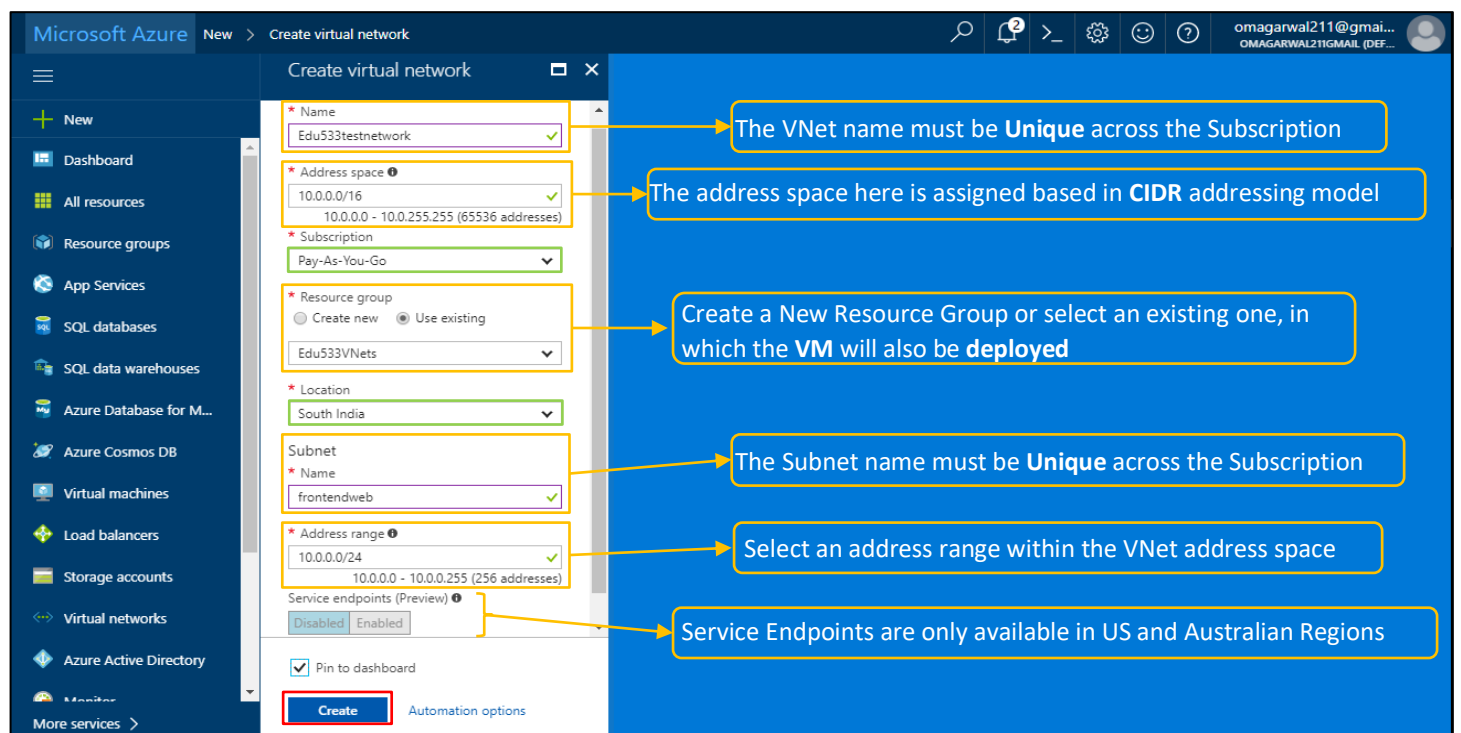 Microsoft Azure New > Create virtual network
2
>_
omagarwal211@gmai...
OMAGARWAL211GMAIL (DEF...
Create virtual network
New
Dashboard
All resources
Resource groups
App Services
SQL databases
SQL data warehouses
Azure Database for M...
Azure Cosmos DB
Virtual machines
Load balancers
Storage accounts
Virtual networks
Azure Active Directory
Monitor
More services >
* Name
Edu533testnetwork
* Address space
10.0.0.0/16
10.0.0.0 - 10.0.255.255 (65536 addresses)
* Subscription
Pay-As-You-Go
* Resource group
Create new Use existing
Edu533VNets
* Location
South India
Subnet
* Name
frontendweb
* Address range
10.0.0.0/24
10.0.0.0 - 10.0.0.255 (256 addresses)
Service endpoints (Preview)
Disabled Enabled
Pin to dashboard
Create Automation options
The VNet name must be Unique across the Subscription
The address space here is assigned based in CIDR addressing model
Create a New Resource Group or select an existing one, in
which the VM will also be deployed
The Subnet name must be Unique across the Subscription
Select an address range within the VNet address space
Service Endpoints are only available in US and Australian Regions